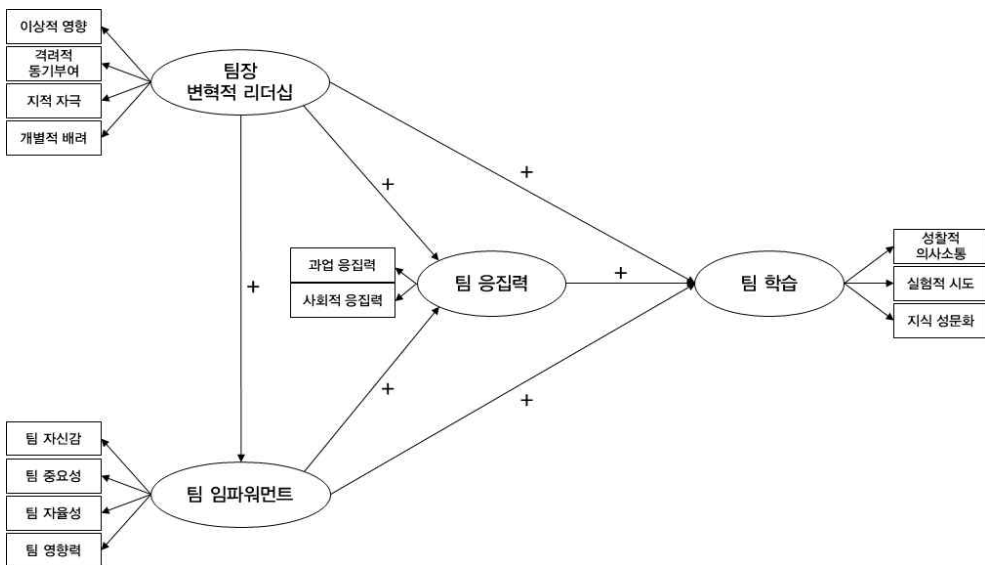 이상적 영향
격려적
동기부여
지적 자극
개별적 배려
팀장
변혁적 리더십
+
+
+
과업 응집력
사회적 응집력
팀 응집력
+
팀 학습
성찰적
의사소통
실험적 시도
지식 성문화
+
+
팀 자신감
팀 중요성
팀 자율성
팀 영향력
팀 임파워먼트